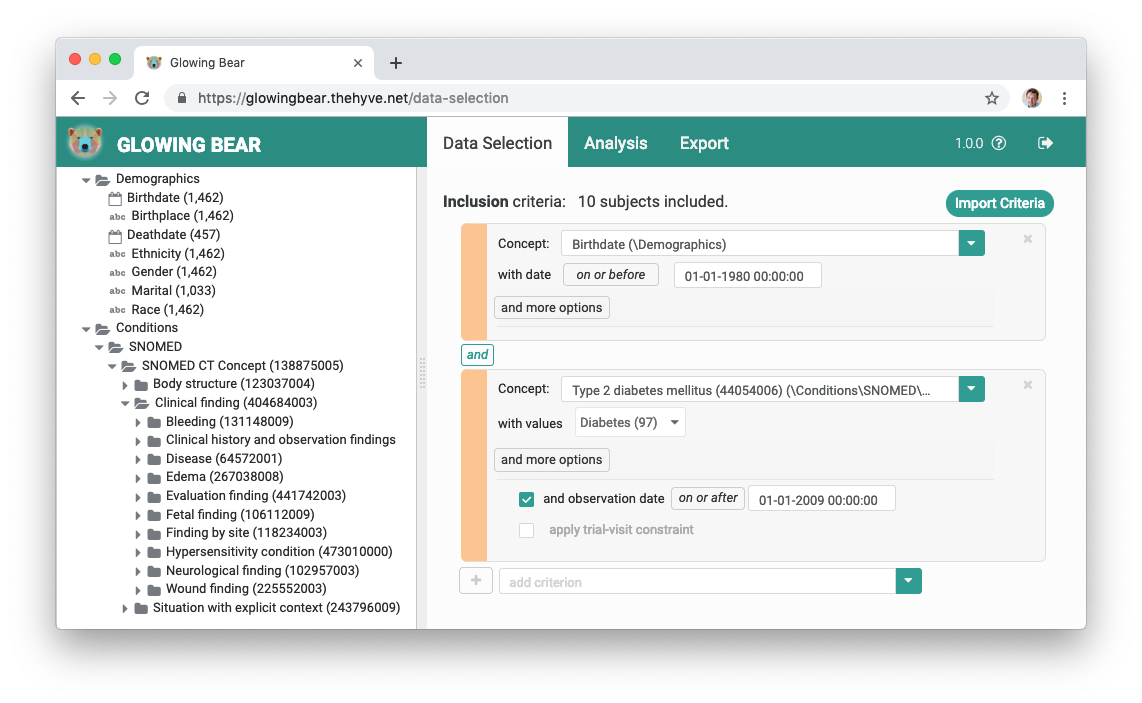 Glowing Bear
https://glowingbear.thehyve.net/data-selection
GLOWING BEAR
Data Selection
Analysis
Export
1.0.0
Demographics
Birthdate (1,462)
abc Birthplace (1,462)
Deathdate (457)
abc Ethnicity (1,462)
abc Gender (1,462)
abc Marital (1,033)
abc Race (1,462)
Conditions
SNOMED
SNOMED CT Concept (138875005)
Body structure (123037004)
Clinical finding (404684003)
Bleeding (131148009)
Clinical history and observation findings
Disease (64572001)
Edema (267038008)
Evaluation finding (441742003)
Fetal finding (106112009)
Finding by site (118234003)
Hypersensitivity condition (473010000)
Neurological finding (102957003)
Wound finding (225552003)
Situation with explicit context (243796009)
Inclusion criteria: 10 subjects included.
Import Criteria
Concept: Birthdate (\Demographics)
with date on or before 01-01-1980 00:00:00
and more options
and
Concept: Type 2 diabetes mellitus (44054006) (\Conditions\SNOMED\...
with values Diabetes (97)
and more options
and observation date on or after 01-01-2009 00:00:00
apply trial-visit constraint
+ add criterion